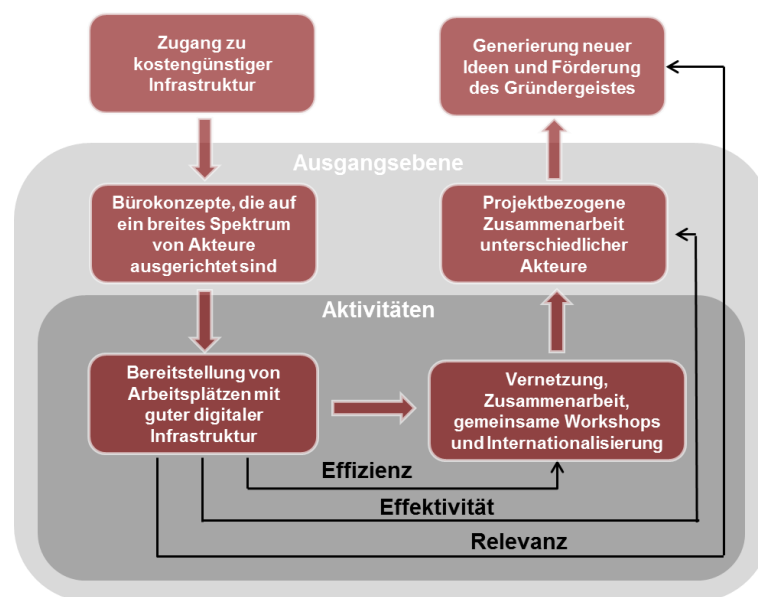 Zugang zu
kostengünstiger
Infrastruktur
Generierung neuer
Ideen und Förderung
des Gründergeistes
Ausgangsebene
Bürokonzepte, die auf
ein breites Spektrum
von Akteure
ausgerichtet sind
Projektbezogene
Zusammenarbeit
unterschiedlicher
Akteure
Aktivitäten
Bereitstellung von
Arbeitsplätzen mit
guter digitaler
Infrastruktur
Vernetzung,
Zusammenarbeit,
gemeinsame Workshops
und Internationalisierung
Effizienz
Effektivität
Relevanz